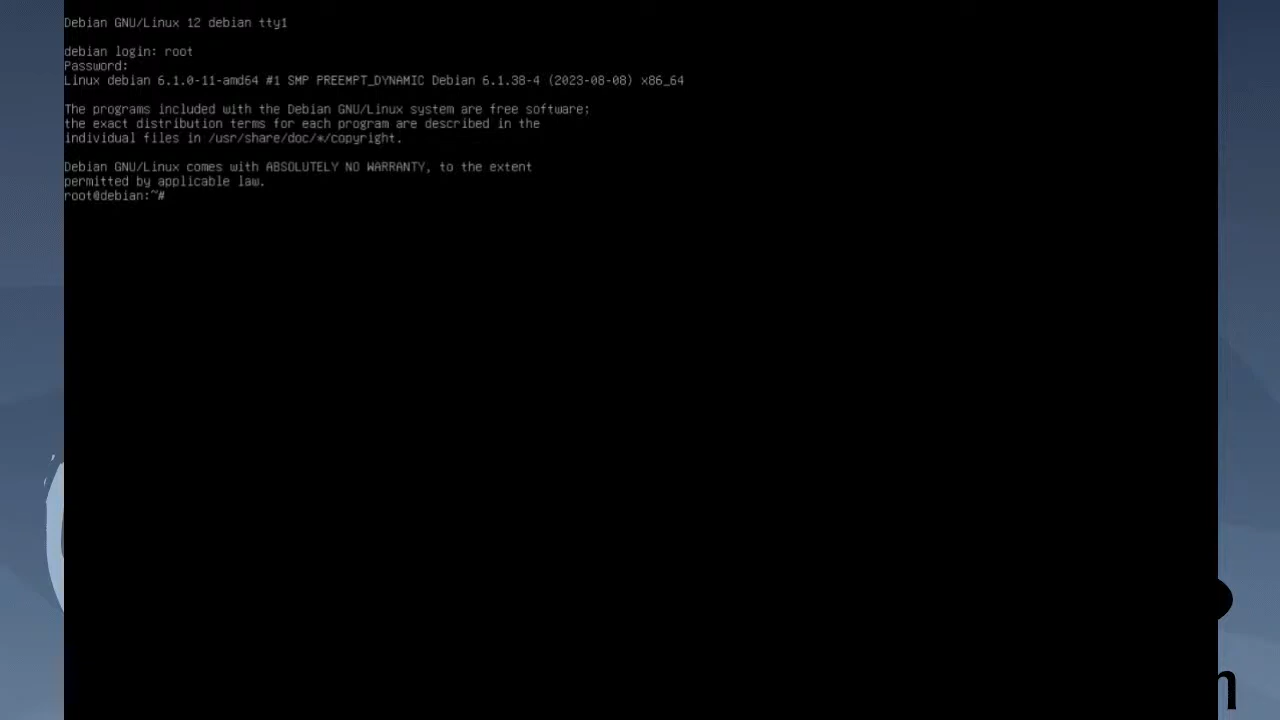 Debian GNU/Linux 12 debian tty1
debian login: root
Password:
Linux debian 6.1.0-11-amd64 #1 SMP PREEMPT_DYNAMIC Debian 6.1.38-4 (2023-08-08) x86_64
The programs included with the Debian GNU/Linux system are free software;
the exact distribution terms for each program are described in the
individual files in /usr/share/doc/*/copyright.
Debian GNU/Linux comes with ABSOLUTELY NO WARRANTY, to the extent
permitted by applicable law.
root@debian:~#